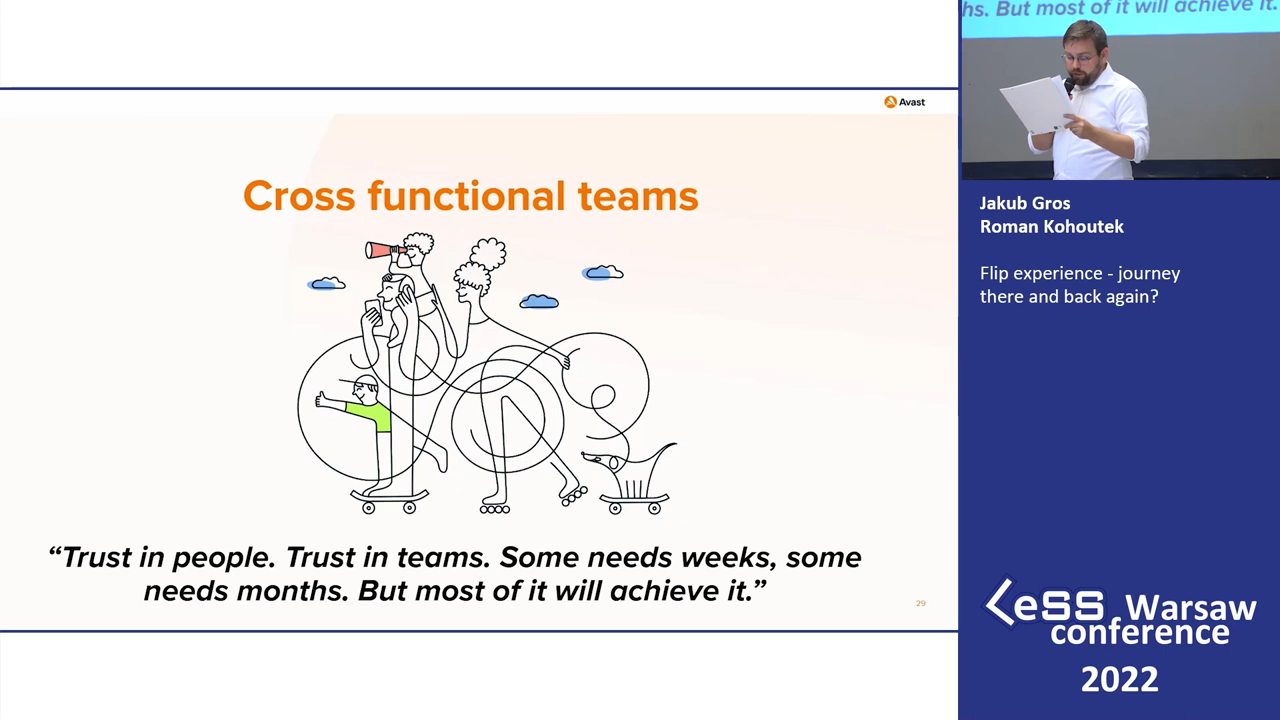 Avast
Cross functional teams
“Trust in people. Trust in teams. Some needs weeks, some
needs months. But most of it will achieve it.”
29
hs. But most of it will achieve it.
Jakub Gros
Roman Kohoutek
Flip experience - journey
there and back again?
LeSS Warsaw
conference
2022